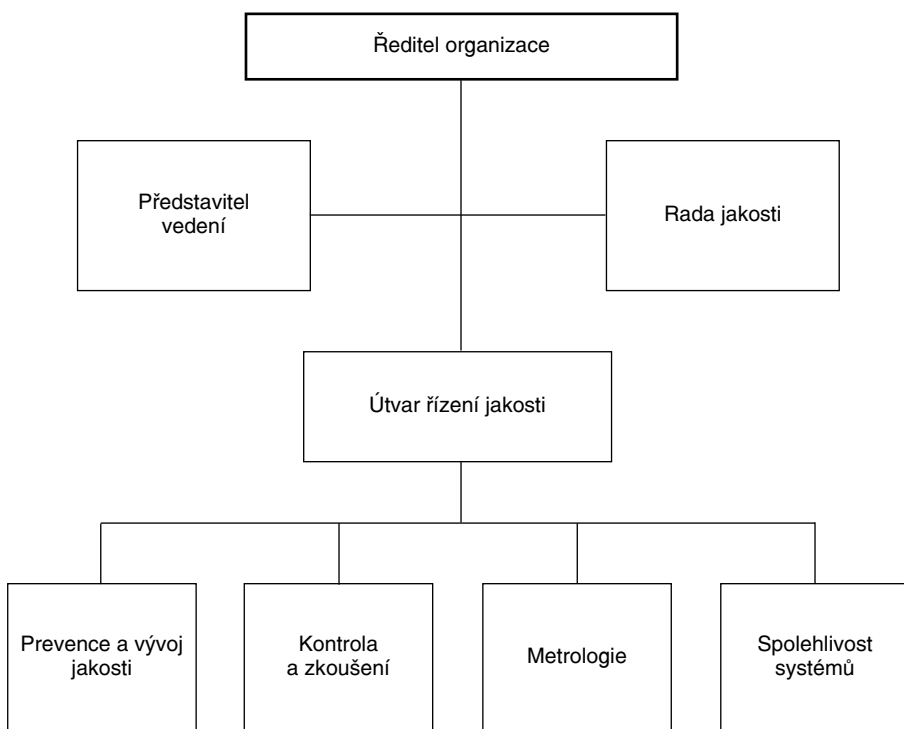 Ředitel organizace
Představitel
vedení
Rada jakosti
Útvar řízení jakosti
Prevence a vývoj
jakosti
Kontrola
a zkoušení
Metrologie
Spolehlivost
systémů